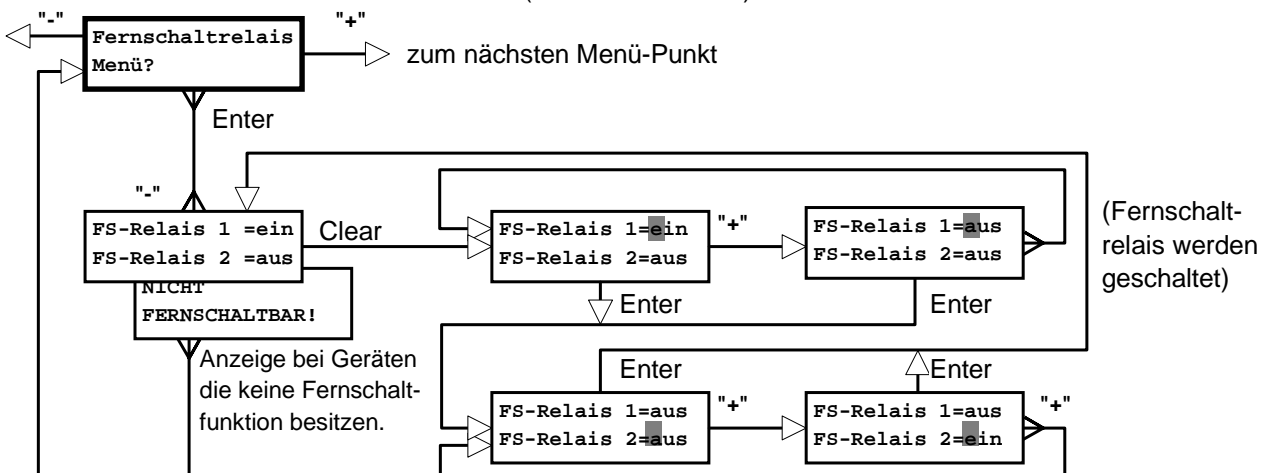 "-"
Fernschaltrelais
Menü?
"+"
zum nächsten Menü-Punkt
Enter
"-"
FS-Relais 1 =ein
FS-Relais 2 =aus
Clear
NICHT
FERNSCHALTBAR!
Anzeige bei Geräten
die keine Fernschalt-
funktion besitzen.
FS-Relais 1=ein
FS-Relais 2=aus
"+"
FS-Relais 1=aus
FS-Relais 2=aus
(Fernschalt-
relais werden
geschaltet)
Enter
Enter
Enter
Enter
FS-Relais 1=aus
FS-Relais 2=aus
"+"
FS-Relais 1=aus
FS-Relais 2=ein
"+"